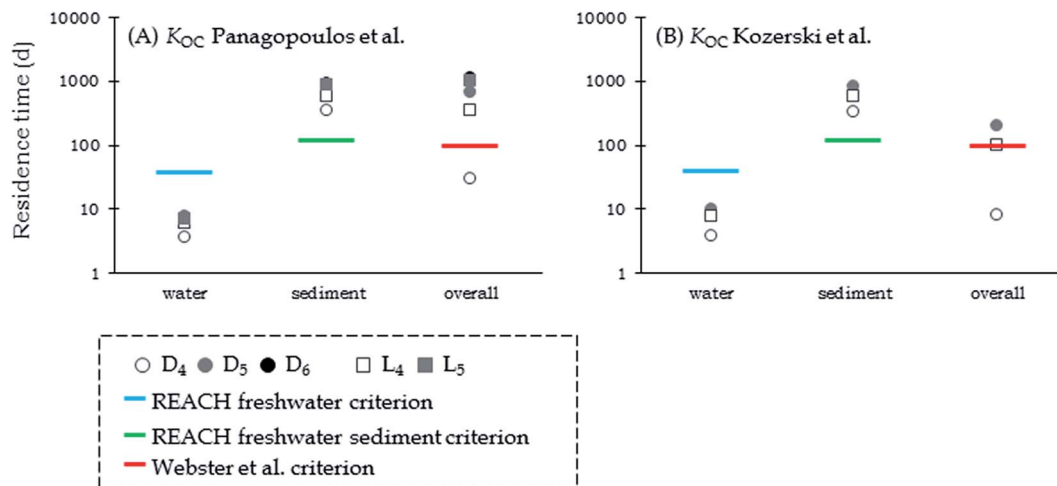 (A) K_OC Panagopoulos et al.
Residence time (d)
10000
1000
100
10
1
water sediment overall
(B) K_OC Kozerski et al.
10000
1000
100
10
1
water sediment overall
D4 D5 D6 L4 L5
REACH freshwater criterion
REACH freshwater sediment criterion
Webster et al. criterion